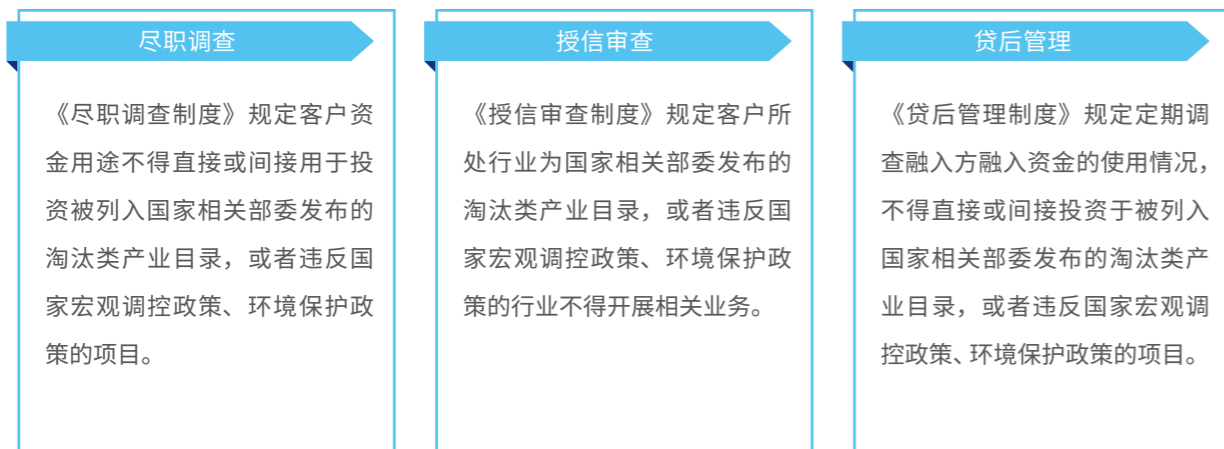 尽职调查
《尽职调查制度》规定客户资
金用途不得直接或间接用于投
资被列入国家相关部委发布的
淘汰类产业目录，或者违反国
家宏观调控政策、环境保护政
策的项目。
授信审查
《授信审查制度》规定客户所
处行业为国家相关部委发布的
淘汰类产业目录，或者违反国
家宏观调控政策、环境保护政
策的行业不得开展相关业务。
贷后管理
《贷后管理制度》规定定期调
查融入方融入资金的使用情况，
不得直接或间接投资于被列入
国家相关部委发布的淘汰类产
业目录，或者违反国家宏观调
控政策、环境保护政策的项目。